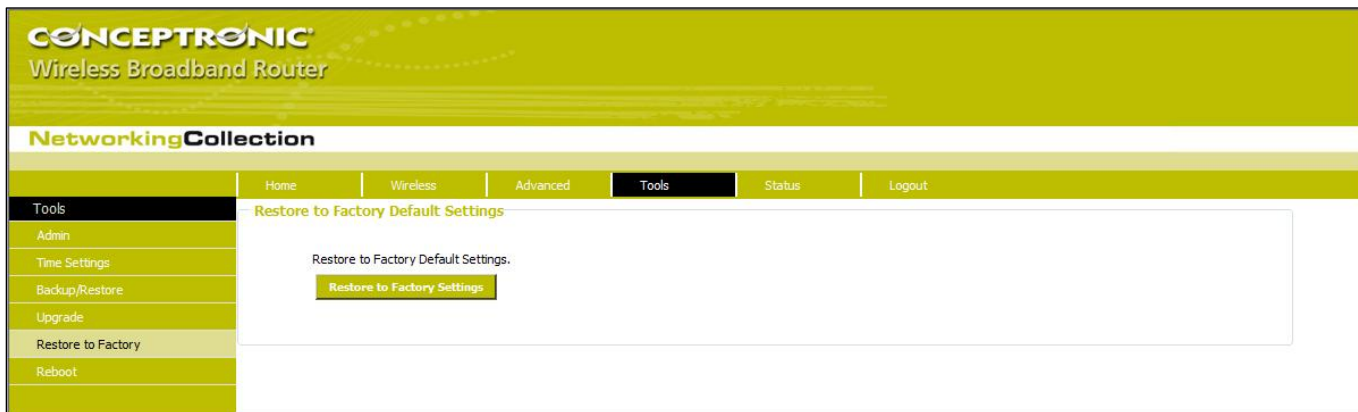 CONCEPTRONIC
Wireless Broadband Router
NetworkingCollection
Home Wireless Advanced Tools Status Logout
Tools
Admin
Time Settings
Backup/Restore
Upgrade
Restore to Factory
Reboot
Restore to Factory Default Settings
Restore to Factory Default Settings.
Restore to Factory Settings